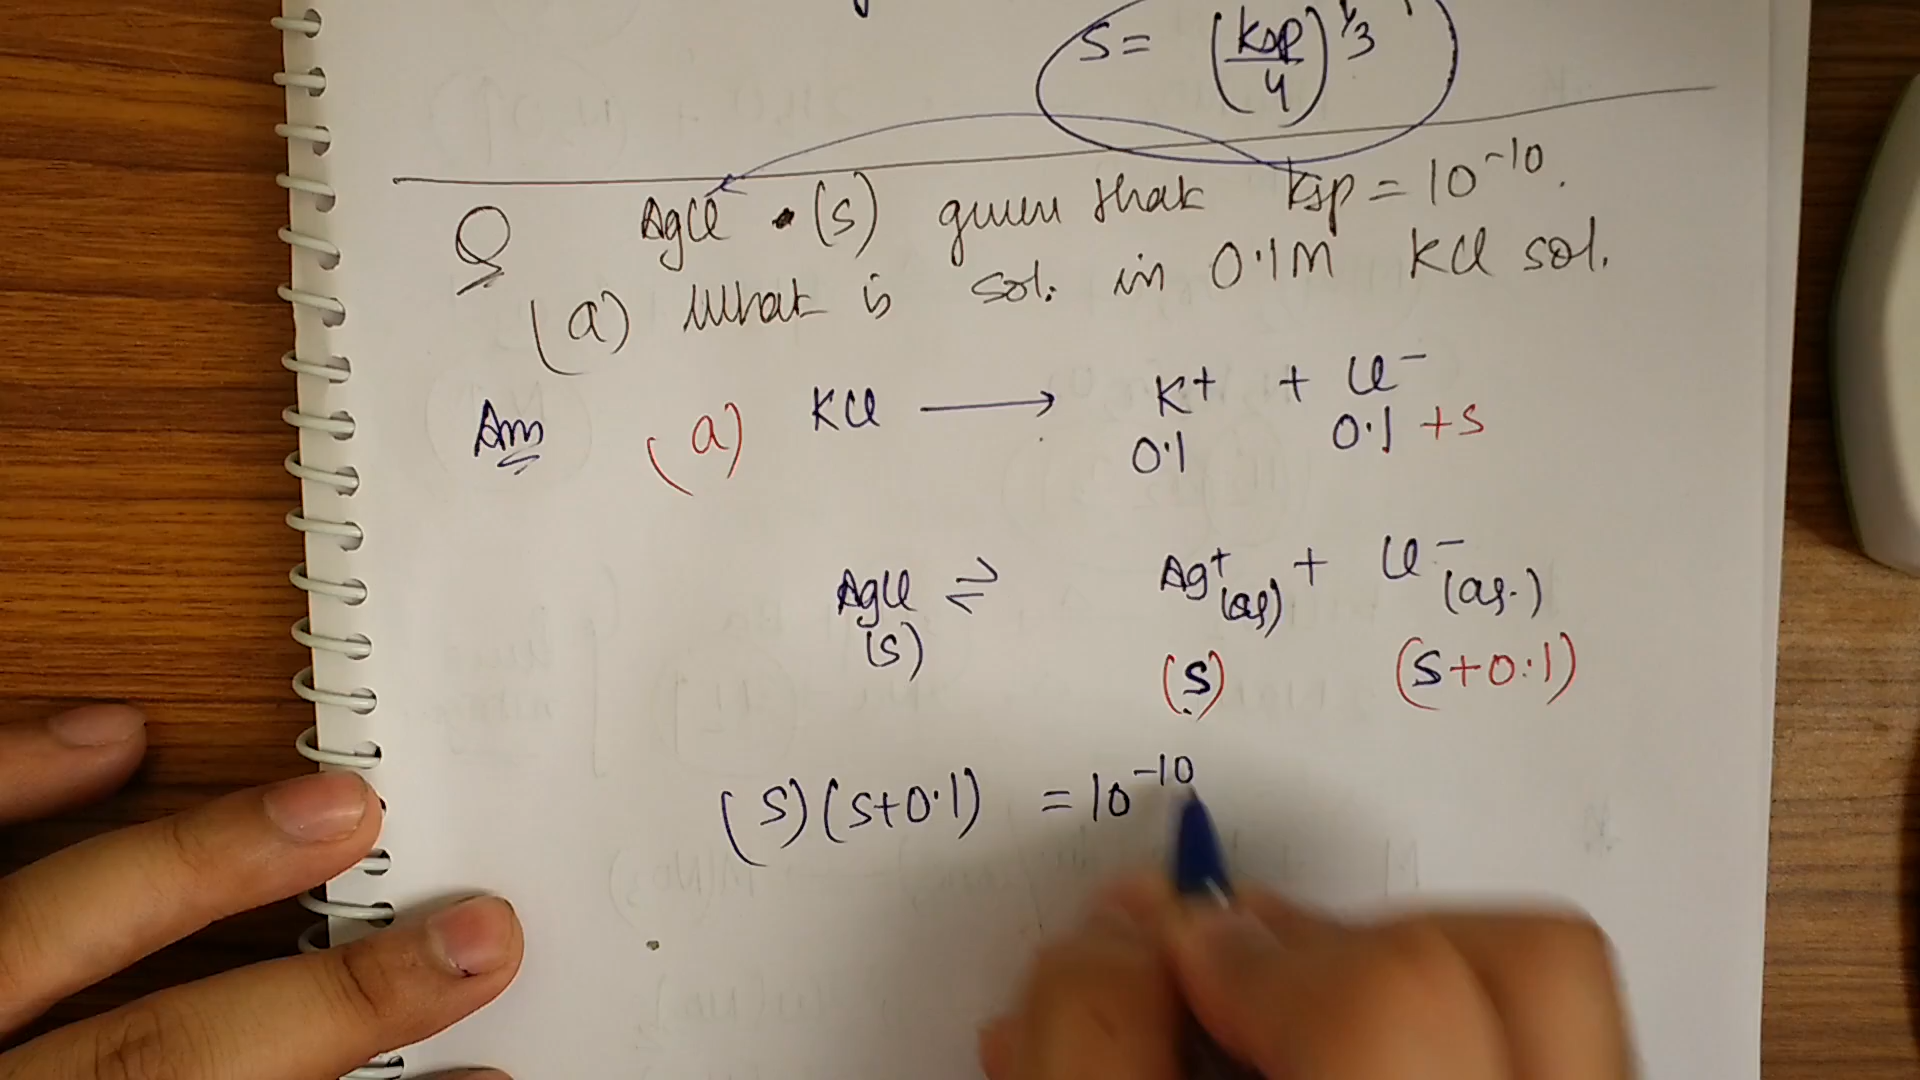 S = (Ksp/4)^1/3
Q AgCl (s) given that Ksp = 10^-10.
(a) What is sol. in 0.1M KCl sol.
Ans (a) KCl ⟶ K+ + Cl-
0.1 0.1 + S
AgCl ⇌ Ag+(aq) + Cl-(aq.)
(S) (S) (S+0.1)
(S)(S+0.1) = 10^-10